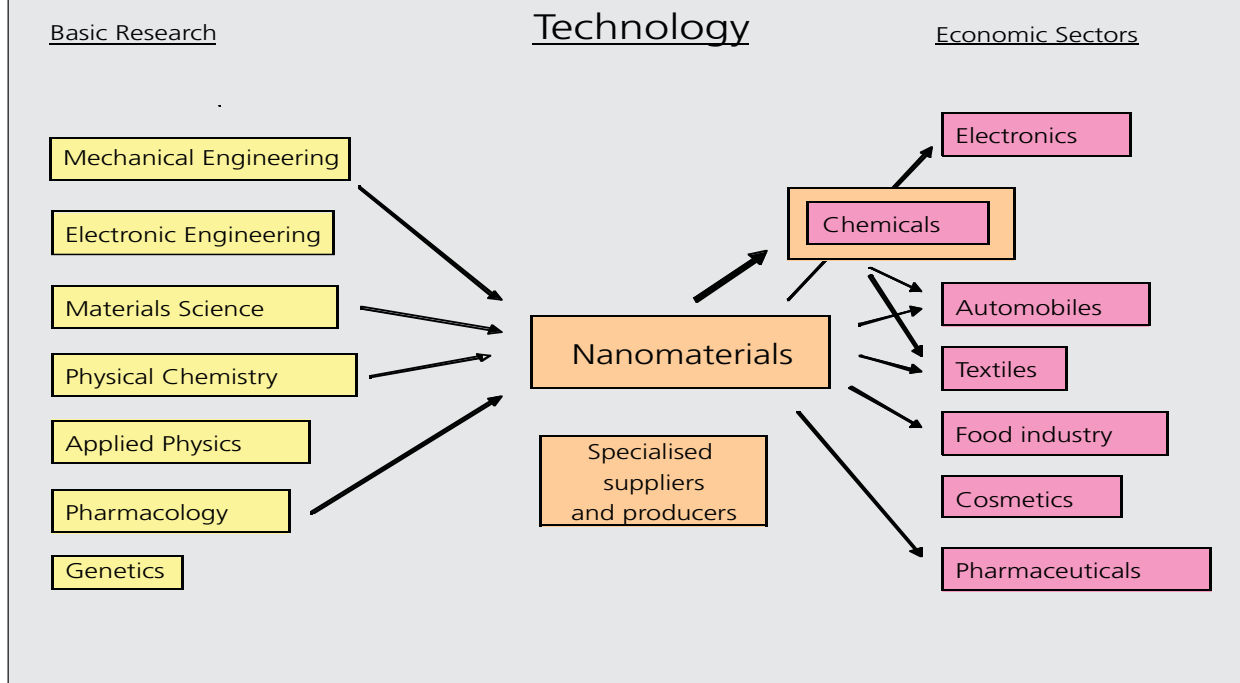 Basic Research
Technology
Economic Sectors
Mechanical Engineering
Electronic Engineering
Materials Science
Physical Chemistry
Applied Physics
Pharmacology
Genetics
Nanomaterials
Specialised
suppliers
and producers
Electronics
Chemicals
Automobiles
Textiles
Food industry
Cosmetics
Pharmaceuticals